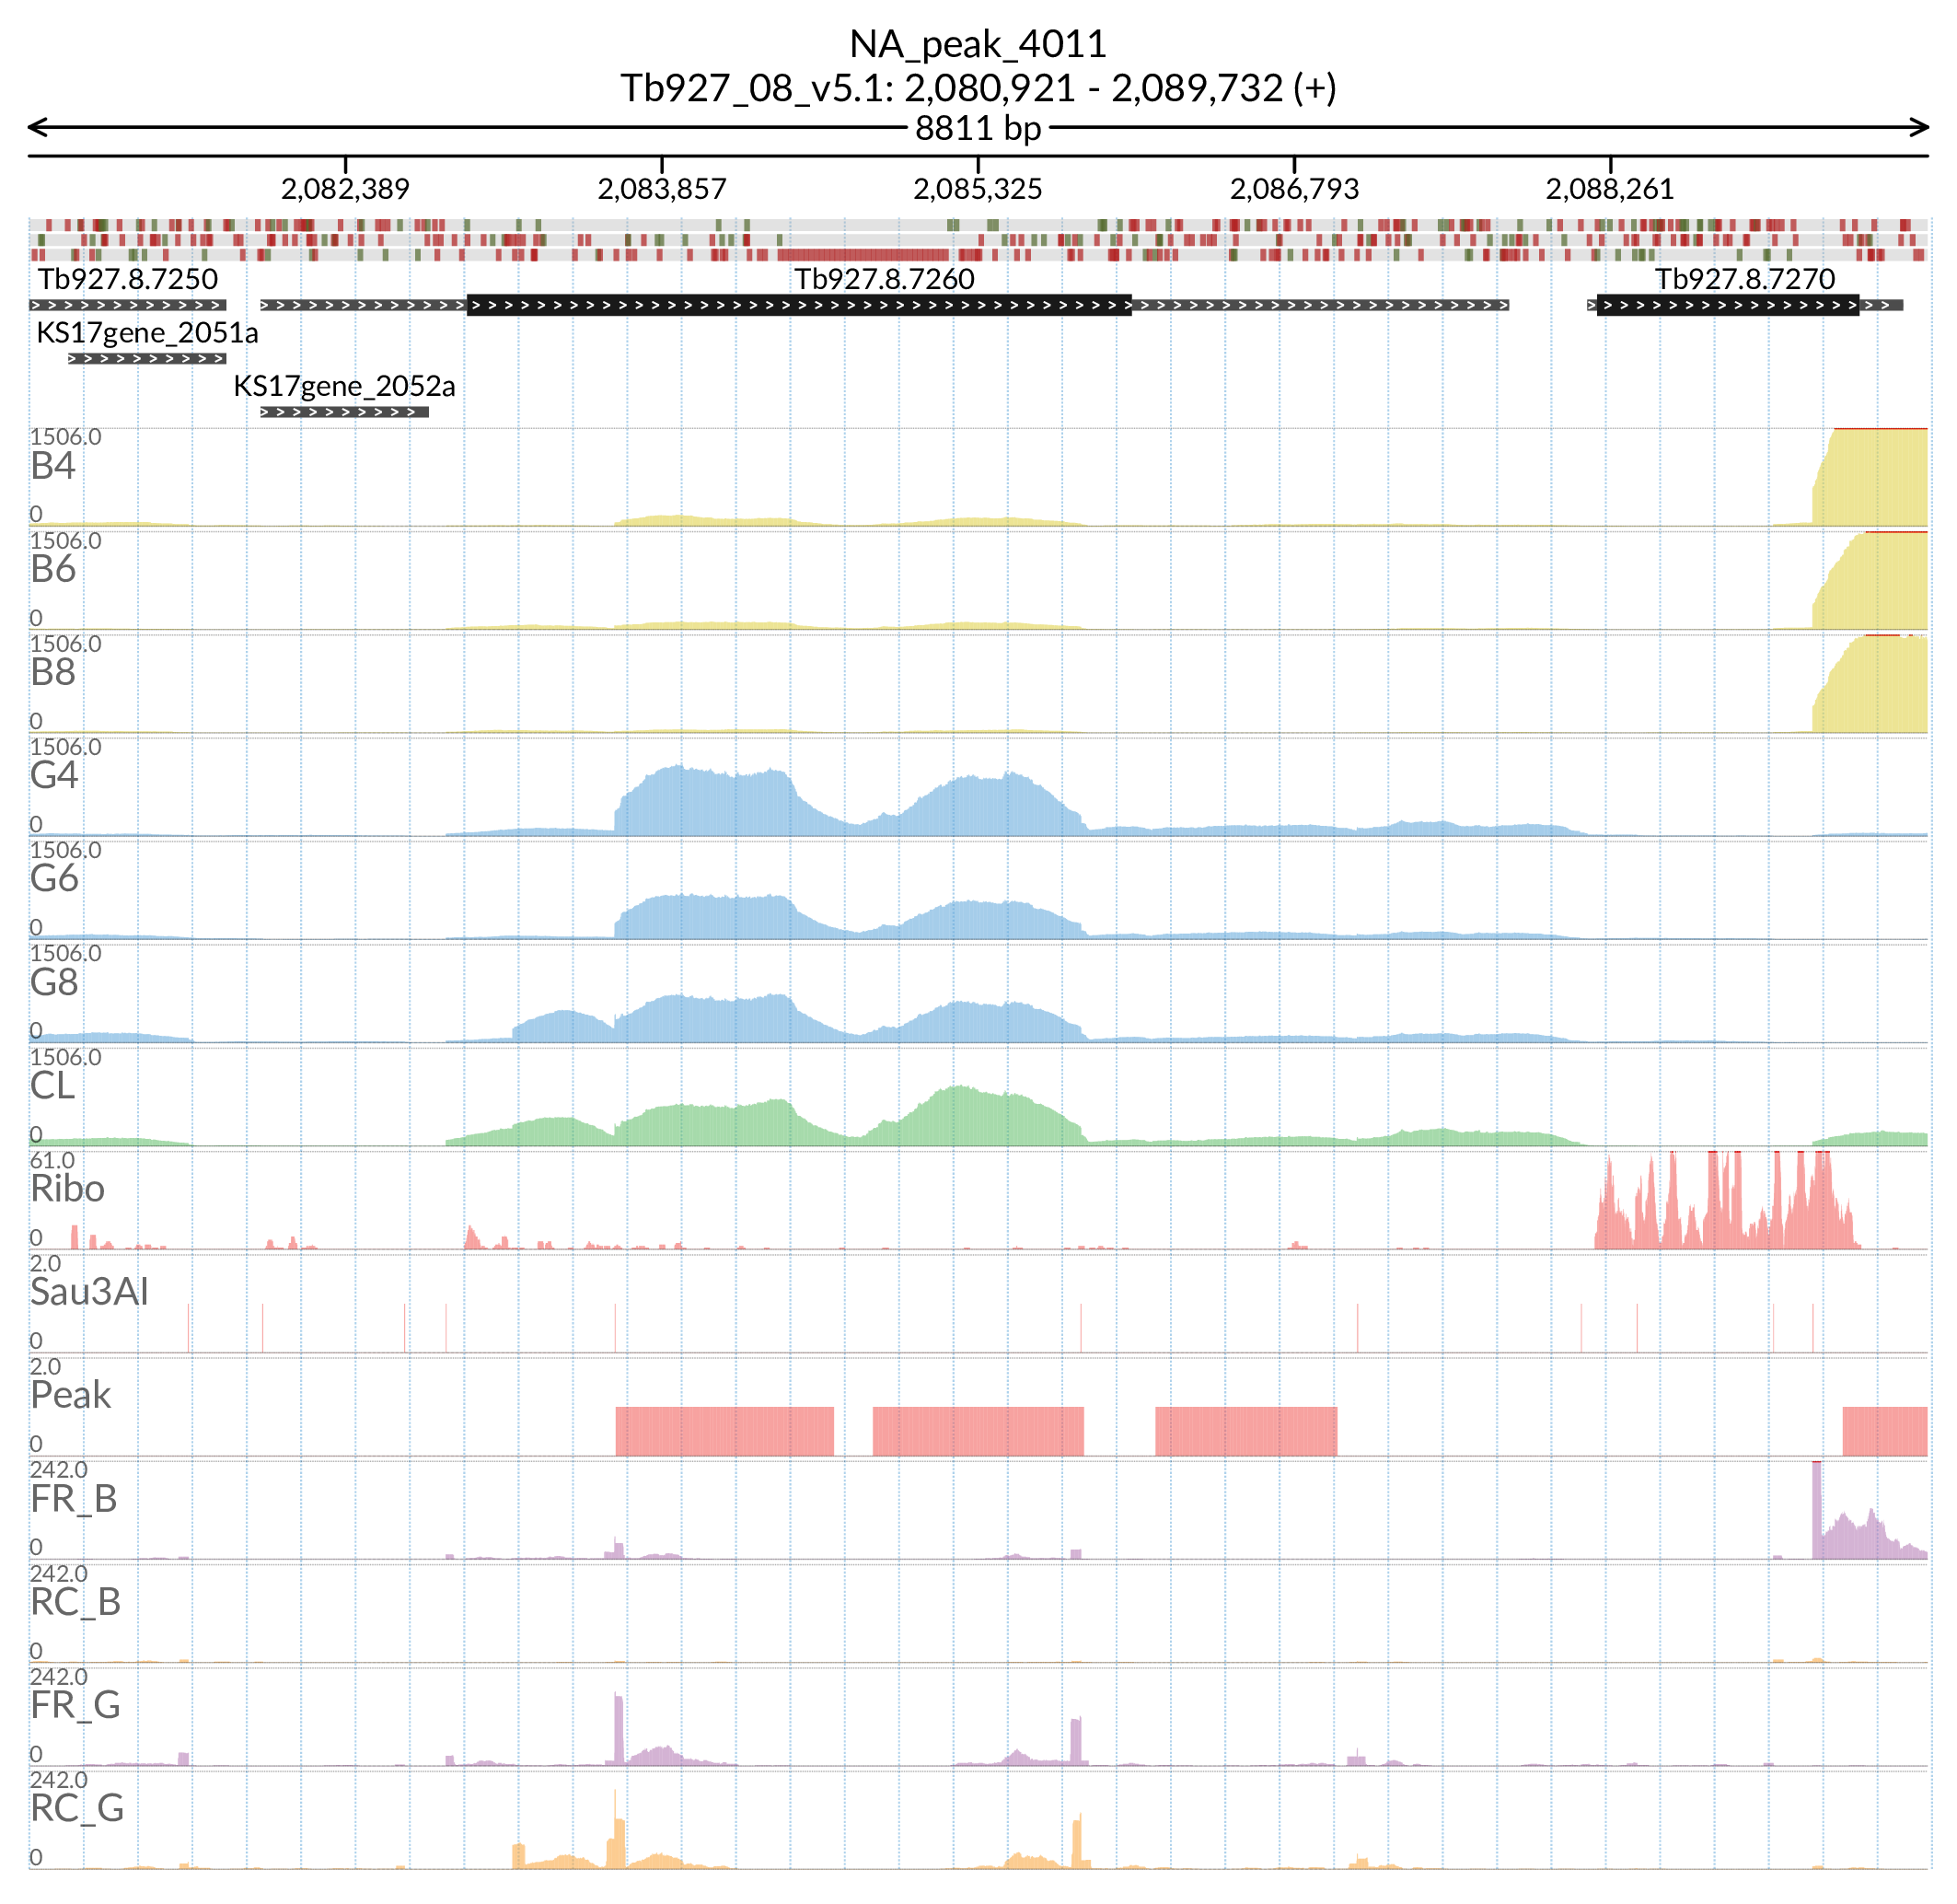 NA_peak_4011
Tb927_08_v5.1: 2,080,921 - 2,089,732 (+)
8811 bp
2,082,389 2,083,857 2,085,325 2,086,793 2,088,261
Tb927.8.7250 Tb927.8.7260 Tb927.8.7270
KS17gene_2051a
KS17gene_2052a
1506.0
B4
0
1506.0
B6
0
1506.0
B8
0
1506.0
G4
0
1506.0
G6
0
1506.0
G8
0
1506.0
CL
0
61.0
Ribo
0
2.0
Sau3AI
0
2.0
Peak
0
242.0
FR_B
0
242.0
RC_B
0
242.0
FR_G
0
242.0
RC_G
0